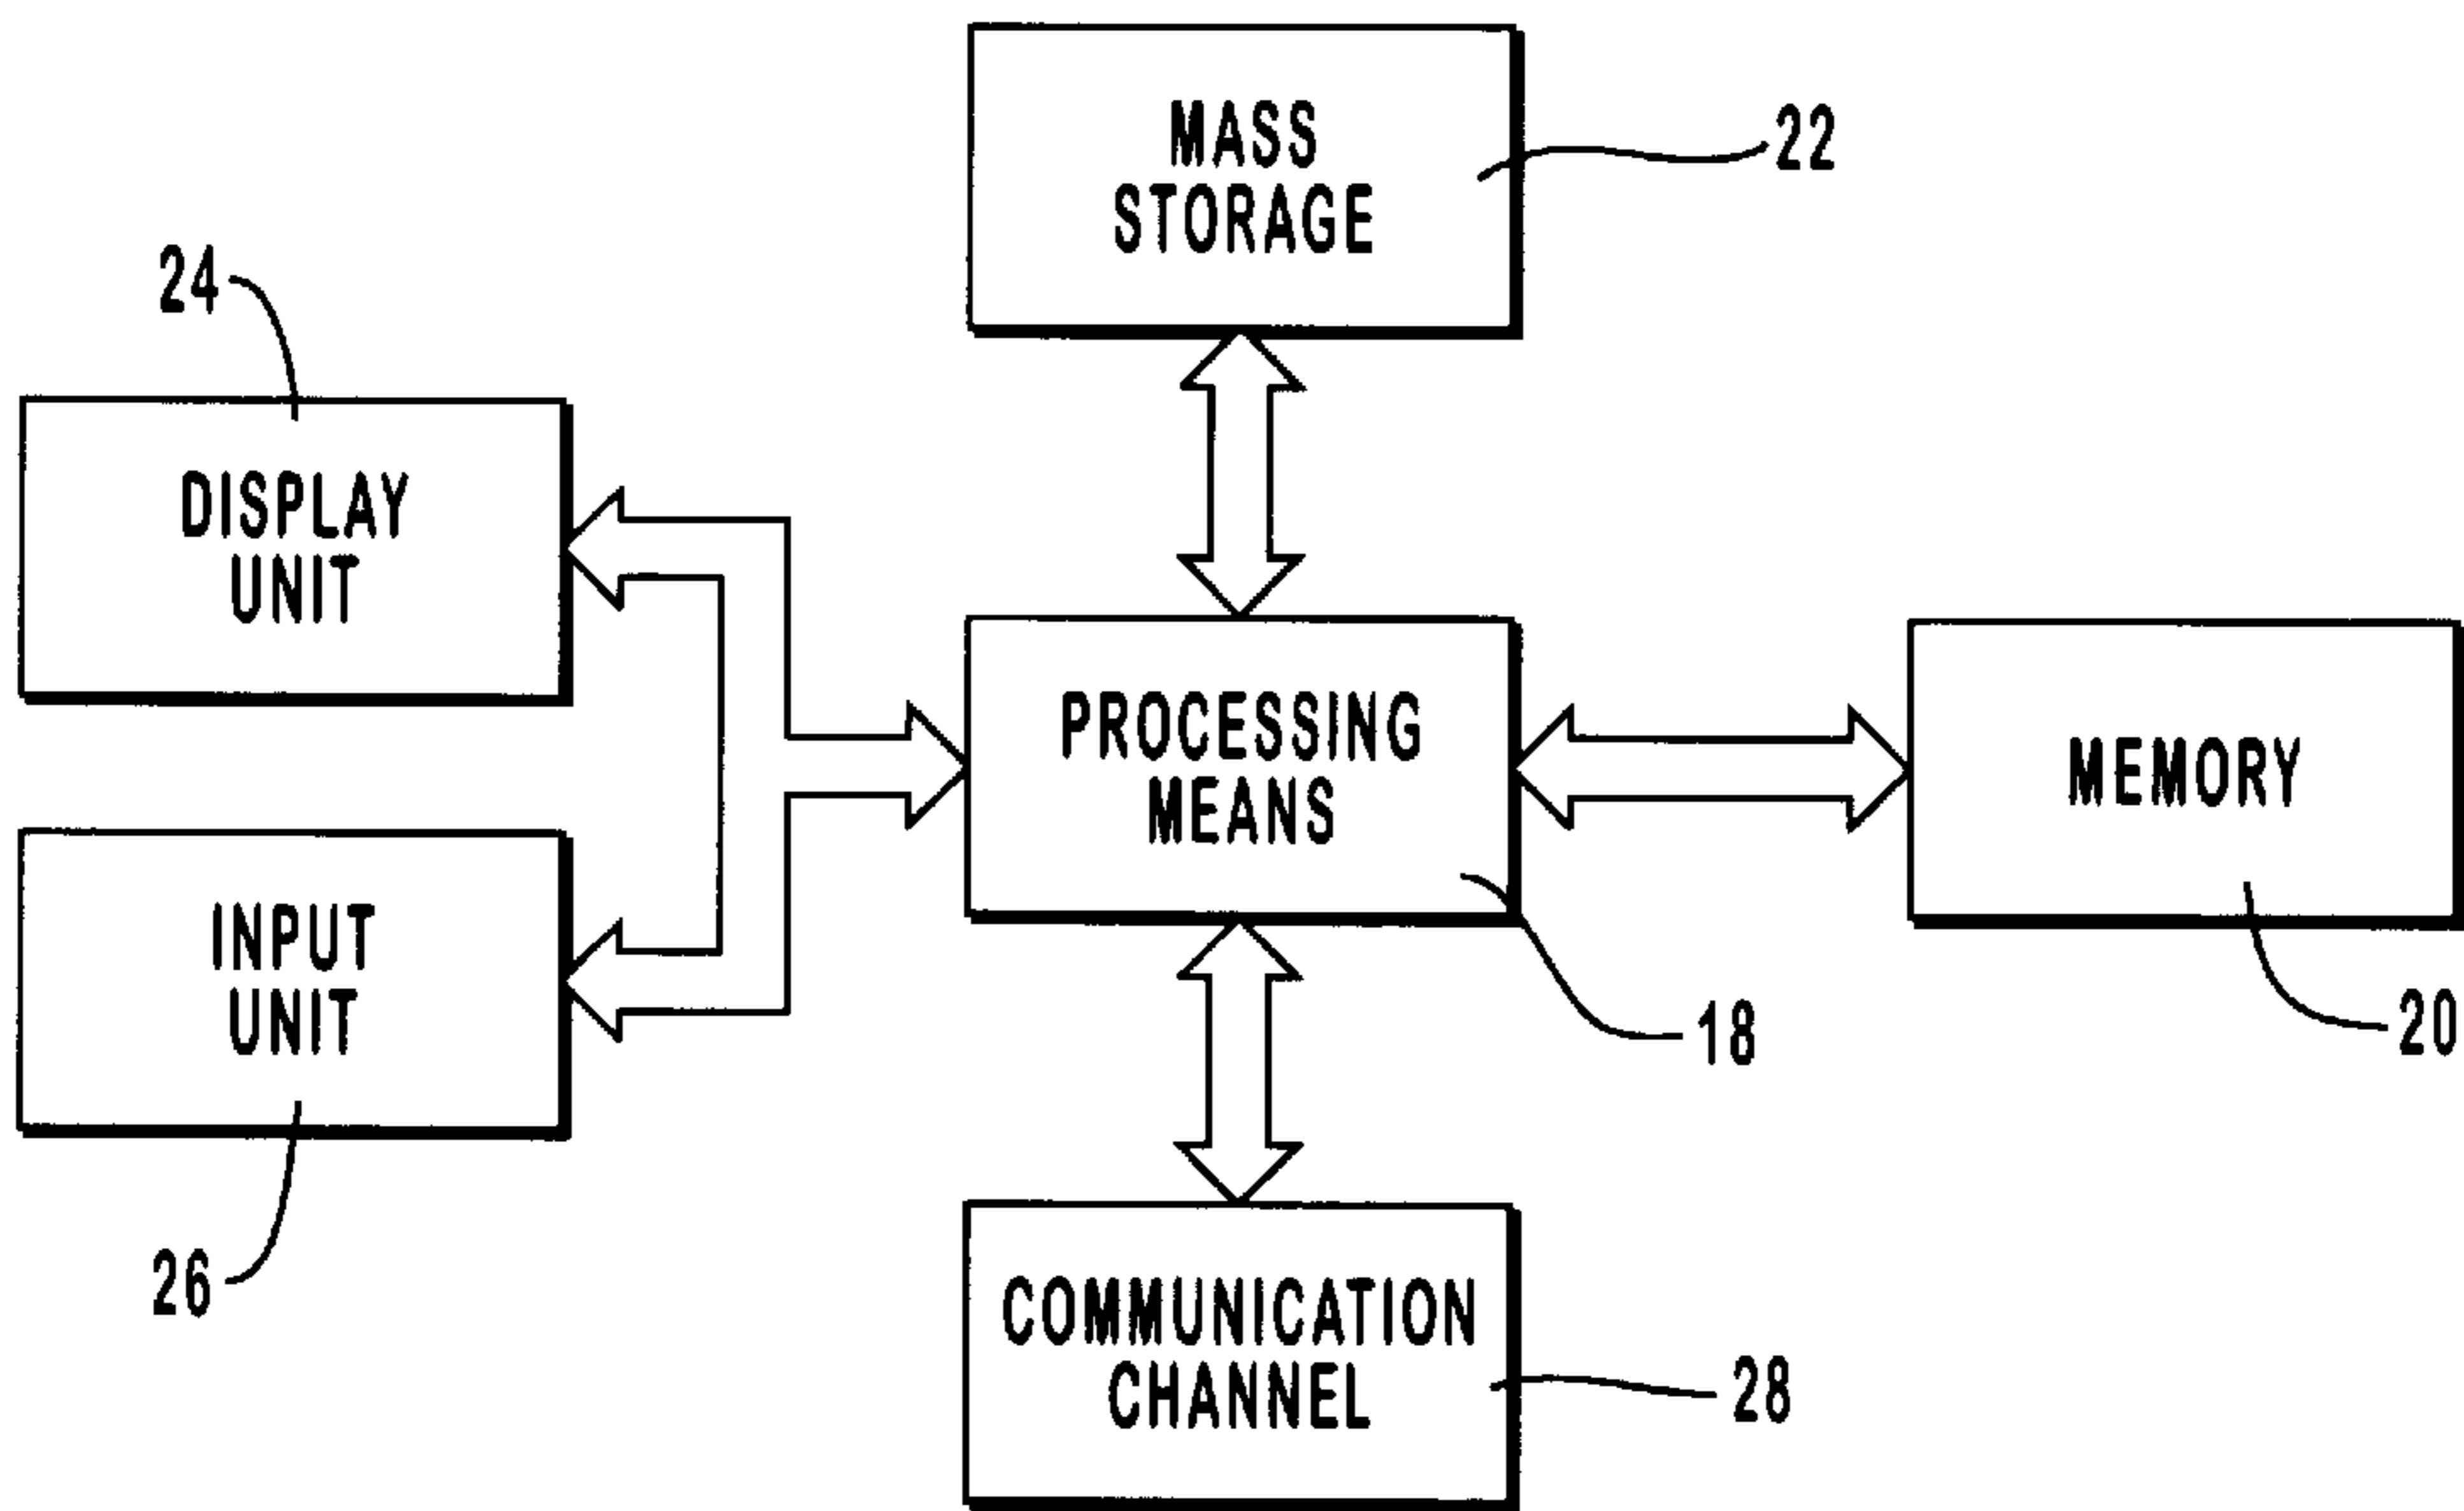 MASS
STORAGE
22
24
DISPLAY
UNIT
PROCESSING
MEANS
MEMORY
INPUT
UNIT
18
20
26
COMMUNICATION
CHANNEL
28